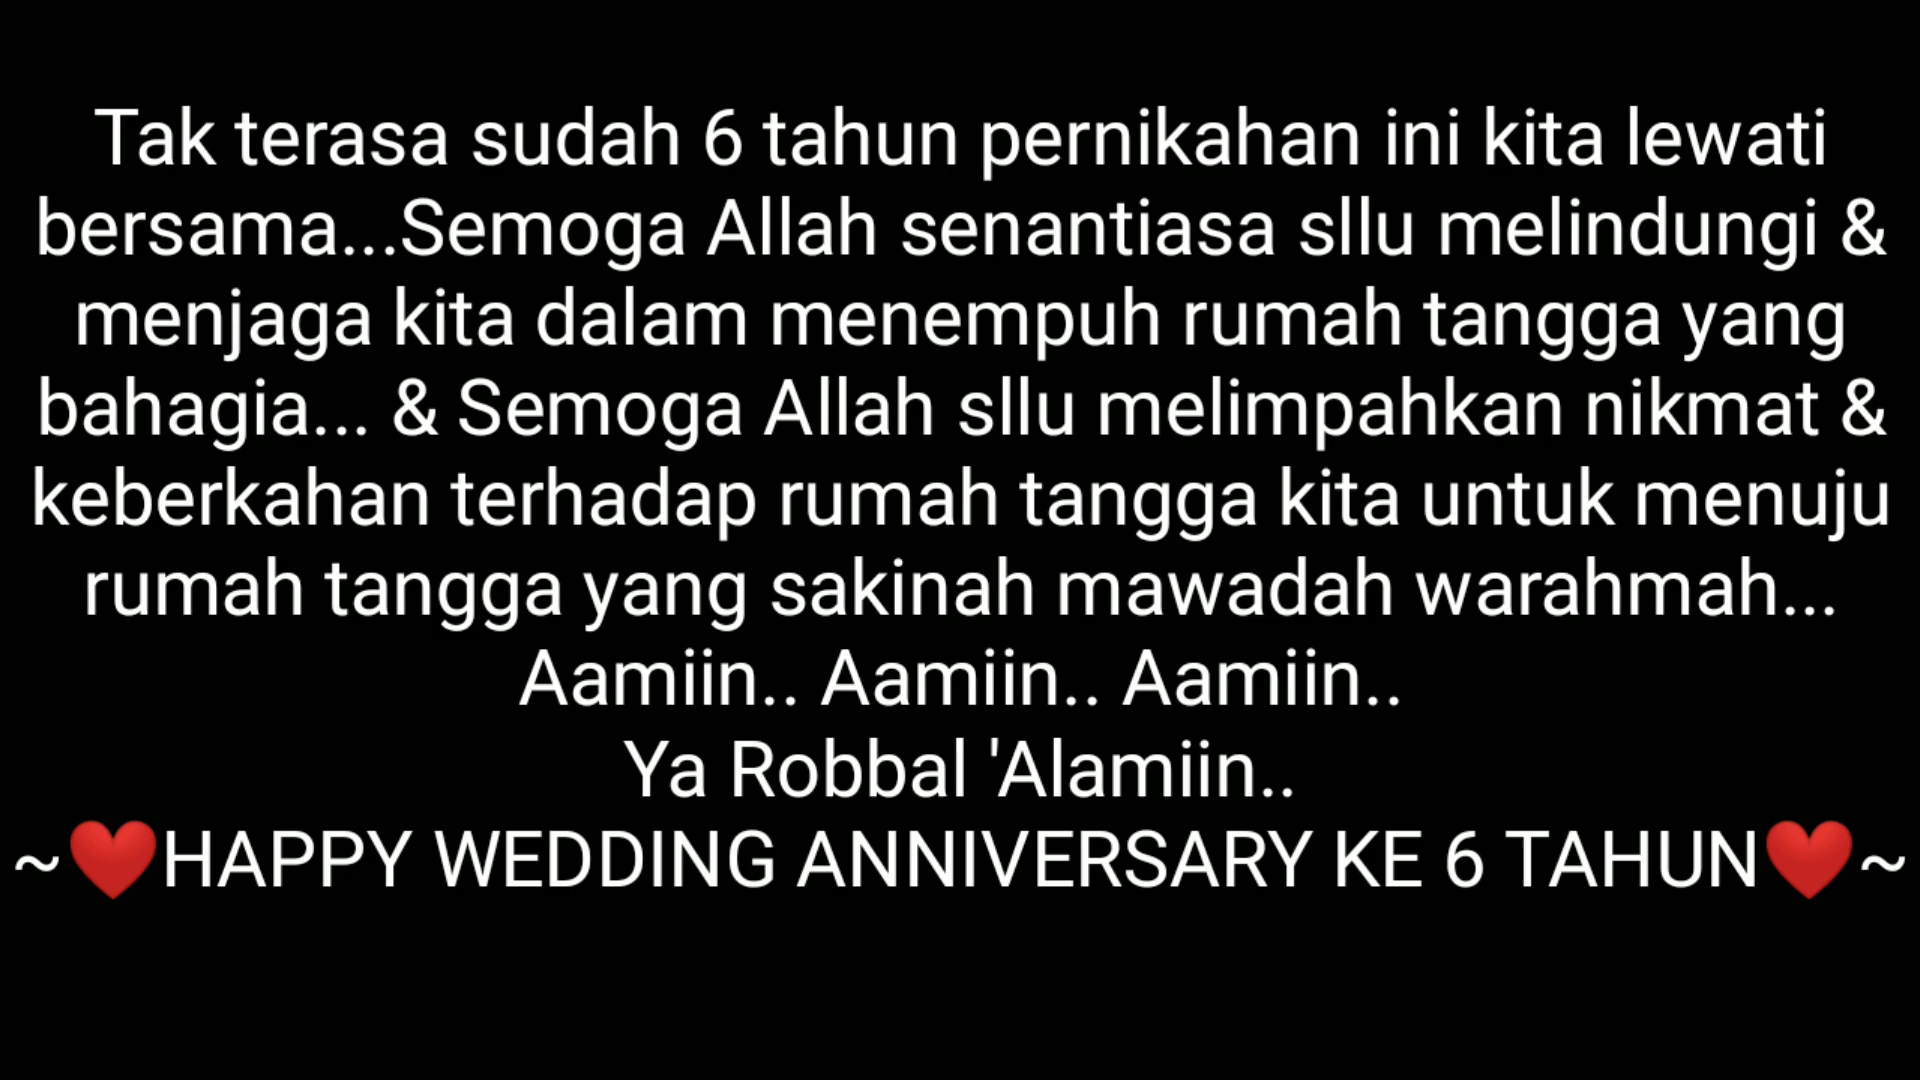 Tak terasa sudah 6 tahun pernikahan ini kita lewati
bersama...Semoga Allah senantiasa sllu melindungi &
menjaga kita dalam menempuh rumah tangga yang
bahagia... & Semoga Allah sllu melimpahkan nikmat &
keberkahan terhadap rumah tangga kita untuk menuju
rumah tangga yang sakinah mawadah warahmah...
Aamiin.. Aamiin.. Aamiin..
Ya Robbal 'Alamiin..
~❤️HAPPY WEDDING ANNIVERSARY KE 6 TAHUN❤️~